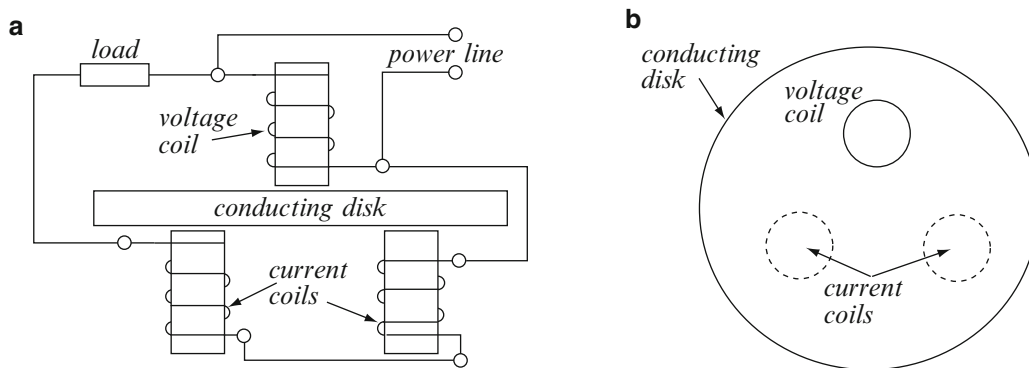 a
load
power line
voltage
coil
conducting disk
current
coils
b
conducting
disk
voltage
coil
current
coils